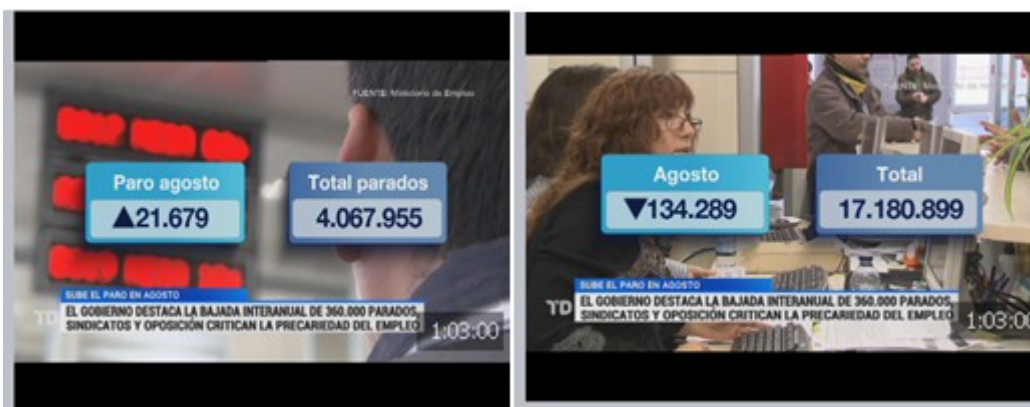 FUENTE: Ministerio de Empleo
Paro agosto
▲21.679
Total parados
4.067.955
SUBE EL PARO EN AGOSTO
EL GOBIERNO DESTACA LA BAJADA INTERANUAL DE 360.000 PARADOS,
SINDICATOS Y OPOSICIÓN CRITICAN LA PRECARIEDAD DEL EMPLEO
TD
1:03:00
FUENTE: Ministerio de
Agosto
▼134.289
Total
17.180.899
SUBE EL PARO EN AGOSTO
EL GOBIERNO DESTACA LA BAJADA INTERANUAL DE 360.000 PARADOS,
SINDICATOS Y OPOSICIÓN CRITICAN LA PRECARIEDAD DEL EMPLEO
TD
1:03:00